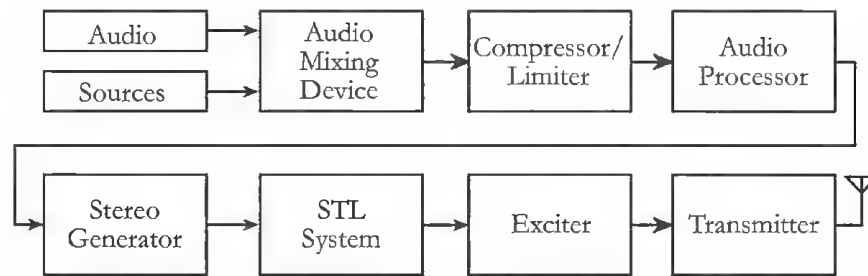 Audio
Sources
Audio
Mixing
Device
Compressor/
Limiter
Audio
Processor
Stereo
Generator
STL
System
Exciter
Transmitter